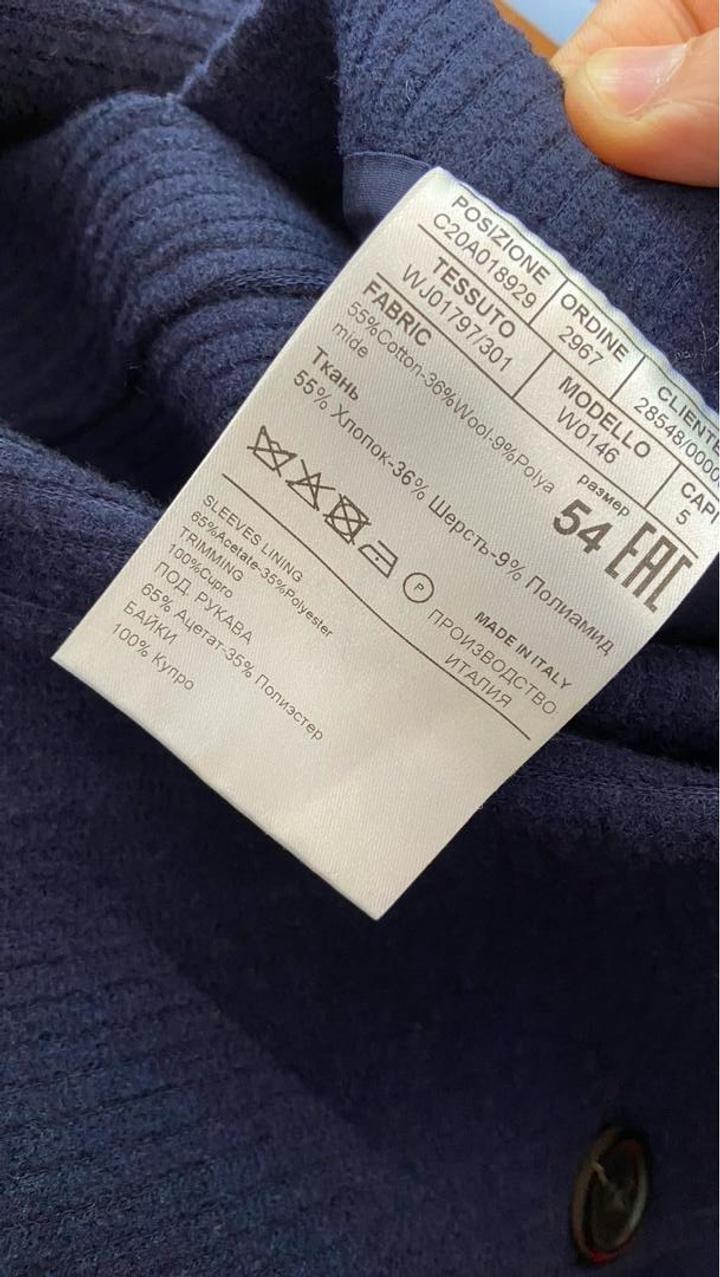 POSIZIONE
C20A018929
ORDINE
2967
CLIENTE
28548/0000
TESSUTO
WJ01797/301
MODELLO
W0146
5
FABRIC
55%Cotton-36%Wool-9%Polya
mide
Ткань
55% Хлопок-36% Шерсть-9% Полиамид
размер
54 EAC
P
MADE IN ITALY
ПРОИЗВОДСТВО:
ИТАЛИЯ
SLEEVES LINING
65%Acetate-35%Polyester
TRIMMING
100%Cupro
ПОД. РУКАВА
65% Ацетат-35% Полиэстер
БАЙКИ
100% Купро